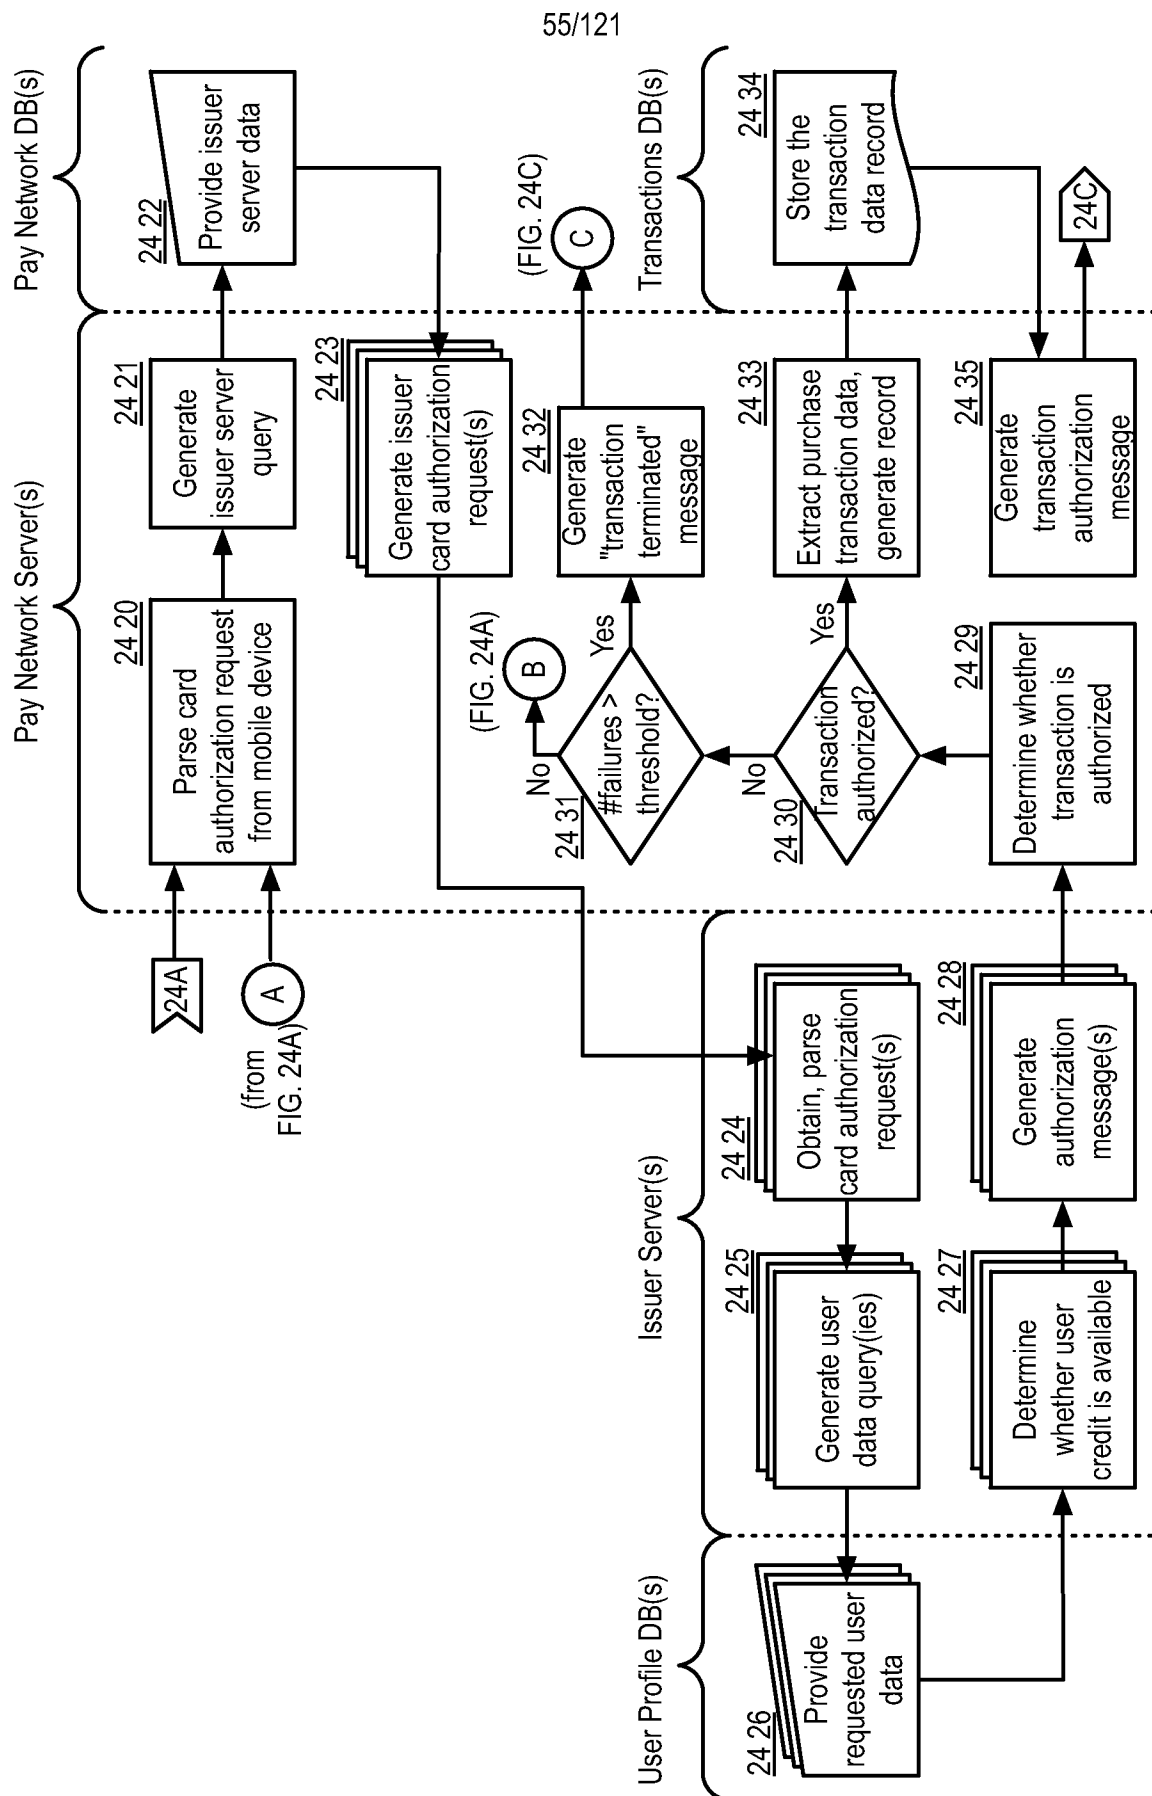 55/121
User Profile DB(s)
Issuer Server(s)
Pay Network Server(s)
Pay Network DB(s)
Transactions DB(s)
24A
(from
FIG. 24A)
A
24 20
Parse card
authorization request
from mobile device
24 21
Generate
issuer server
query
24 22
Provide issuer
server data
24 23
Generate issuer
card authorization
request(s)
24 24
Obtain, parse
card authorization
request(s)
24 25
Generate user
data query(ies)
24 26
Provide
requested user
data
24 27
Determine
whether user
credit is available
24 28
Generate
authorization
message(s)
24 29
Determine whether
transaction is
authorized
24 30
Transaction
authorized?
No
Yes
24 31
#failures >
threshold?
No
Yes
B
(FIG. 24A)
24 32
Generate
"transaction
terminated"
message
C
(FIG. 24C)
24 33
Extract purchase
transaction data,
generate record
24 34
Store the
transaction
data record
24 35
Generate
transaction
authorization
message
24C